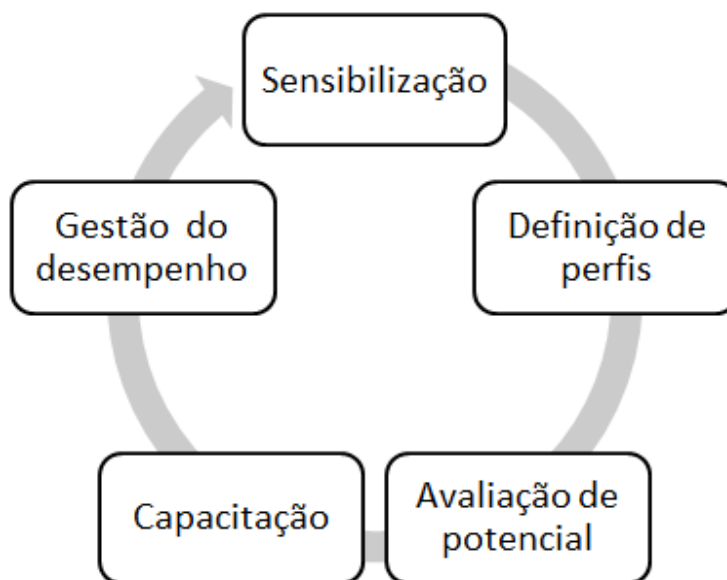 Sensibilização
Definição de
perfis
Avaliação de
potencial
Capacitação
Gestão do
desempenho